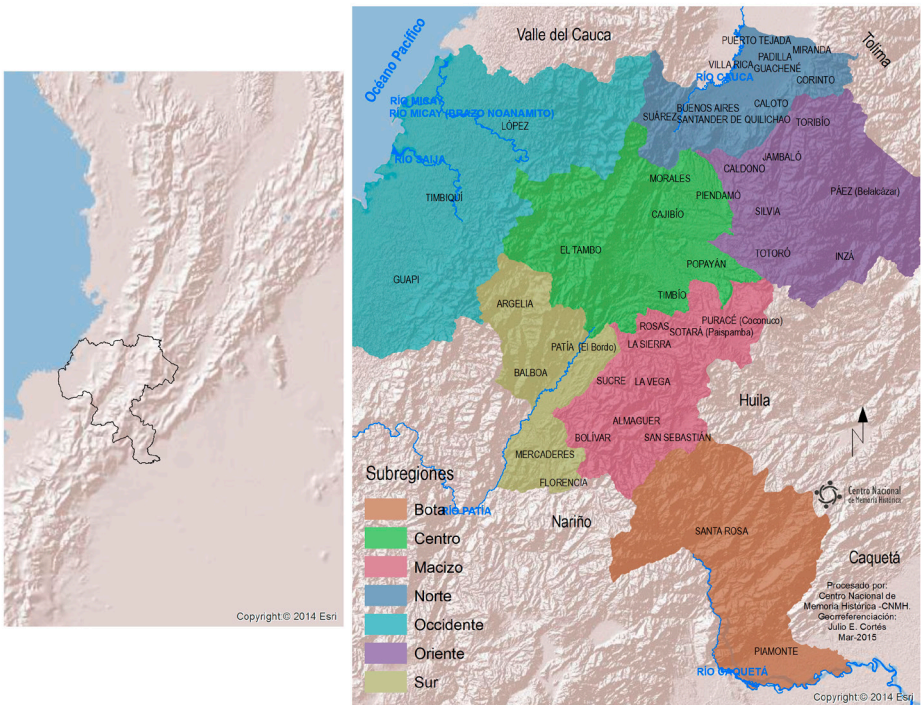 Copyright:© 2014 Esri
Océano Pacífico
Valle del Cauca
Tolima
PUERTO TEJADA
MIRANDA
PADILLA
VILLA RICA
GUACHENÉ
RÍO CAUCA
CORINTO
RÍO MICAY
RÍO MICAY (BRAZO NOANAMITO)
LÓPEZ
BUENOS AIRES
CALOTO
SUÁREZ
SANTANDER DE QUILICHAO
TORIBÍO
RÍO SAIJA
JAMBALÓ
CALDONO
MORALES
PÁEZ (Belalcázar)
TIMBIQUÍ
PIENDAMÓ
CAJIBÍO
SILVIA
EL TAMBO
TOTORÓ
INZÁ
POPAYÁN
GUAPI
TIMBÍO
ARGELIA
PURACÉ (Coconuco)
ROSAS
SOTARÁ (Paispamba)
PATÍA (El Bordo)
LA SIERRA
BALBOA
SUCRE
LA VEGA
Huila
ALMAGUER
BOLÍVAR
SAN SEBASTIÁN
N
MERCADERES
FLORENCIA
Centro Nacional
de Memoria Histórica
RÍO PATÍA
Nariño
SANTA ROSA
Caquetá
Subregiones
Bota
Centro
Macizo
Norte
Occidente
Oriente
Sur
Procesado por:
Centro Nacional de
Memoria Histórica -CNMH.
Georreferenciación:
Julio E. Cortés
Mar-2015
PIAMONTE
RÍO CAQUETÁ
Copyright:© 2014 Esri